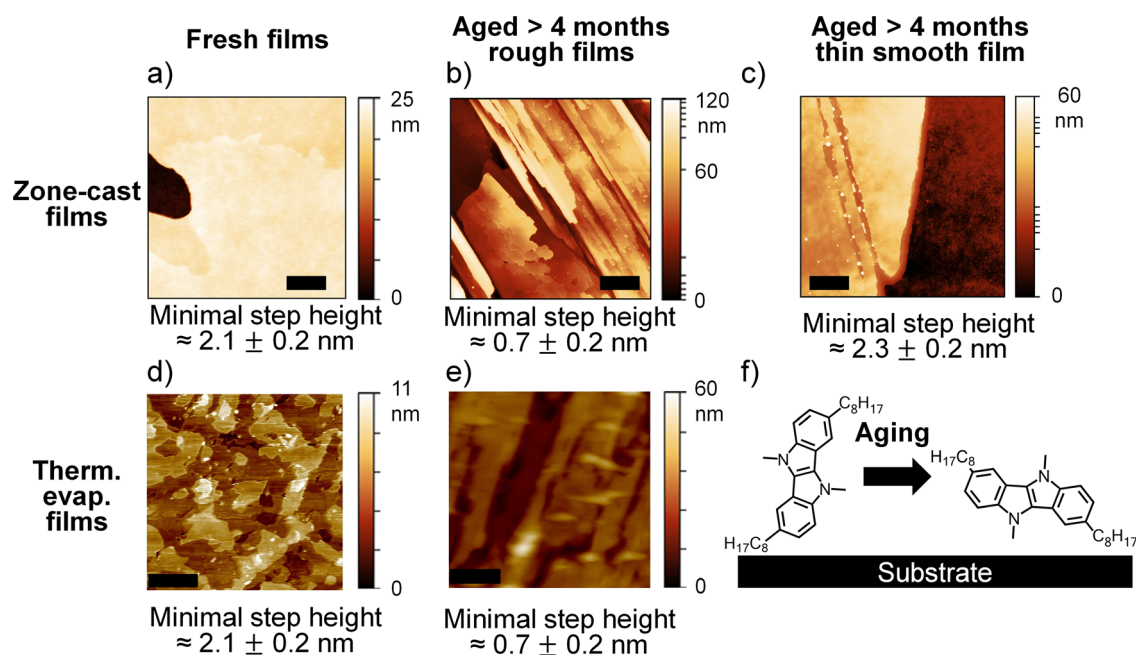 Fresh films
Aged > 4 months
rough films
Aged > 4 months
thin smooth film
a)
b)
c)
25
nm
0
120
nm
60
0
60
nm
0
Zone-cast
films
Minimal step height
≈ 2.1 ± 0.2 nm
Minimal step height
≈ 0.7 ± 0.2 nm
Minimal step height
≈ 2.3 ± 0.2 nm
d)
e)
f)
11
nm
0
60
nm
0
Therm.
evap.
films
C₈H₁₇
N
N
H₁₇C₈
Aging
H₁₇C₈
N
N
C₈H₁₇
Substrate
Minimal step height
≈ 2.1 ± 0.2 nm
Minimal step height
≈ 0.7 ± 0.2 nm